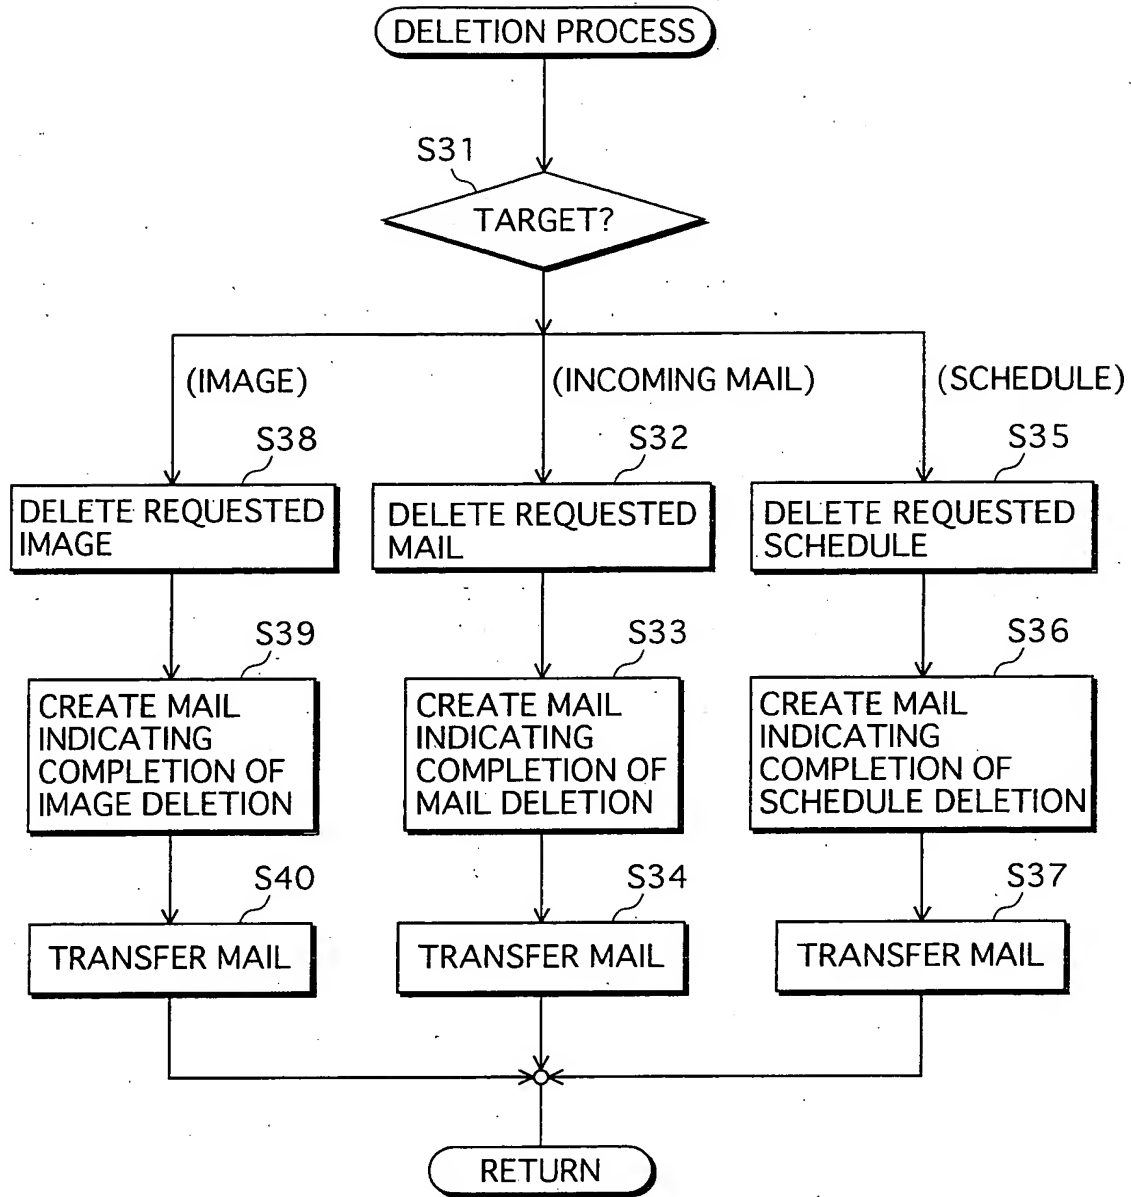 DELETION PROCESS
S31
TARGET?
(IMAGE)
(INCOMING MAIL)
(SCHEDULE)
S38
S32
S35
DELETE REQUESTED
IMAGE
DELETE REQUESTED
MAIL
DELETE REQUESTED
SCHEDULE
S39
S33
S36
CREATE MAIL
INDICATING
COMPLETION OF
IMAGE DELETION
CREATE MAIL
INDICATING
COMPLETION OF
MAIL DELETION
CREATE MAIL
INDICATING
COMPLETION OF
SCHEDULE DELETION
S40
S34
S37
TRANSFER MAIL
TRANSFER MAIL
TRANSFER MAIL
RETURN